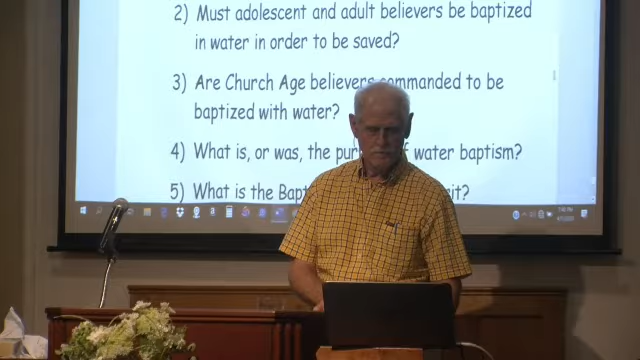 2) Must adolescent and adult believers be baptized
in water in order to be saved?
3) Are Church Age believers commanded to be
baptized with water?
4) What is, or was, the pur f water baptism?
5) What is the Bapt it?